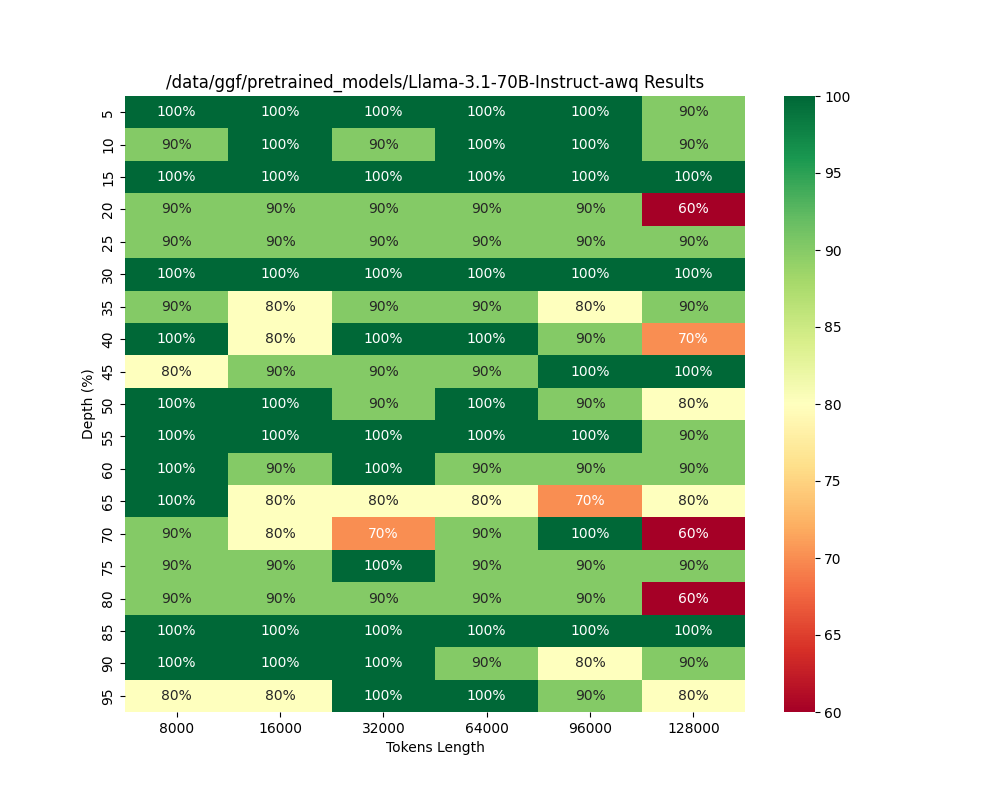 /data/ggf/pretrained_models/Llama-3.1-70B-Instruct-awq Results
5 100% 100% 100% 100% 100% 90%
10 90% 100% 90% 100% 100% 90%
15 100% 100% 100% 100% 100% 100%
20 90% 90% 90% 90% 90% 60%
25 90% 90% 90% 90% 90% 90%
30 100% 100% 100% 100% 100% 100%
35 90% 80% 90% 90% 80% 90%
40 100% 80% 100% 100% 90% 70%
45 80% 90% 90% 90% 100% 100%
50 100% 100% 90% 100% 90% 80%
55 100% 100% 100% 100% 100% 90%
60 100% 90% 100% 90% 90% 90%
65 100% 80% 80% 80% 70% 80%
70 90% 80% 70% 90% 100% 60%
75 90% 90% 100% 90% 90% 90%
80 90% 90% 90% 90% 90% 60%
85 100% 100% 100% 100% 100% 100%
90 100% 100% 100% 90% 80% 90%
95 80% 80% 100% 100% 90% 80%
8000 16000 32000 64000 96000 128000
Tokens Length
Depth (%)
100
95
90
85
80
75
70
65
60